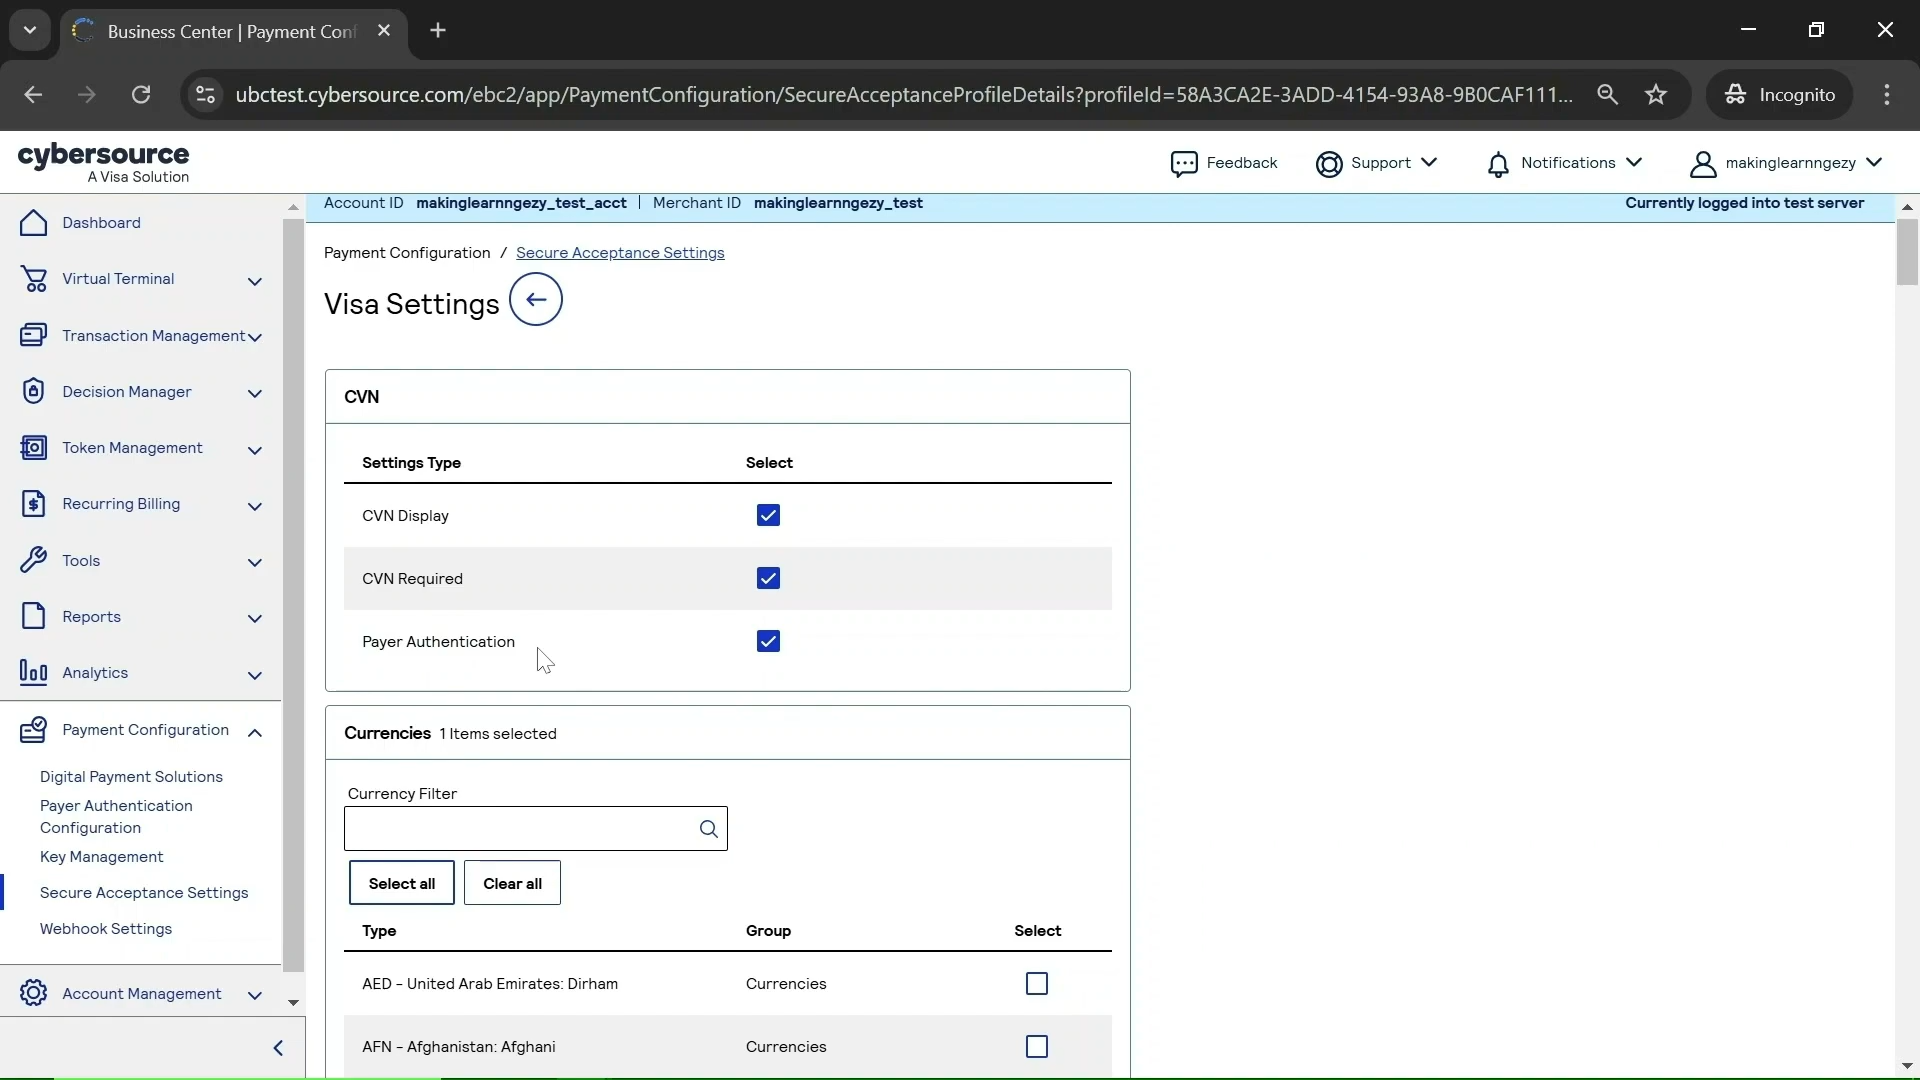 Business Center | Payment Conf
ubctest.cybersource.com/ebc2/app/PaymentConfiguration/SecureAcceptanceProfileDetails?profileId=58A3CA2E-3ADD-4154-93A8-9B0CAF111...
Incognito
cybersource
A Visa Solution
Feedback
Support
Notifications
makinglearnngezy
Account ID makinglearnngezy_test_acct | Merchant ID makinglearnngezy_test
Currently logged into test server
Dashboard
Virtual Terminal
Transaction Management
Decision Manager
Token Management
Recurring Billing
Tools
Reports
Analytics
Payment Configuration
Digital Payment Solutions
Payer Authentication
Configuration
Key Management
Secure Acceptance Settings
Webhook Settings
Account Management
Payment Configuration / Secure Acceptance Settings
Visa Settings
CVN
Settings Type Select
CVN Display
CVN Required
Payer Authentication
Currencies 1 Items selected
Currency Filter
Select all Clear all
Type Group Select
AED - United Arab Emirates: Dirham Currencies
AFN - Afghanistan: Afghani Currencies